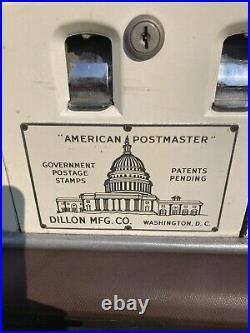 "AMERICAN POSTMASTER"
GOVERNMENT
POSTAGE
STAMPS
PATENTS
PENDING
DILLON MFG. CO.
WASHINGTON, D. C.